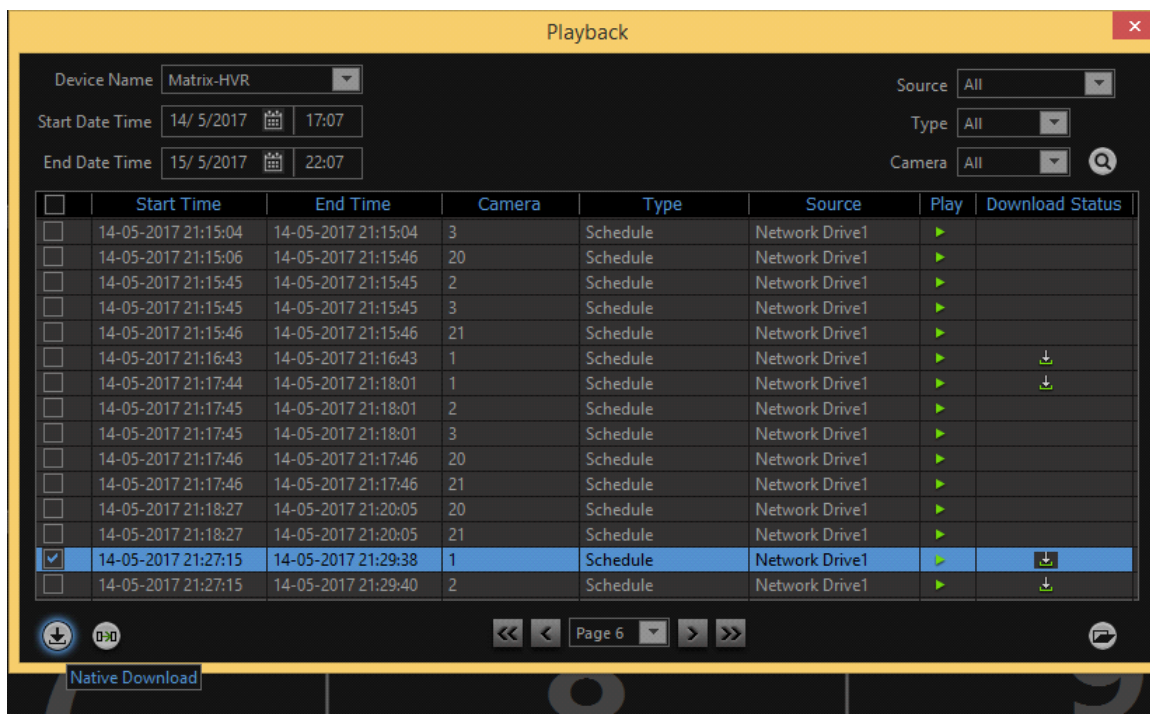 Playback
Device Name Matrix-HVR Source All
Start Date Time 14/ 5/2017 17:07 Type All
End Date Time 15/ 5/2017 22:07 Camera All
Start Time End Time Camera Type Source Play Download Status
14-05-2017 21:15:04 14-05-2017 21:15:04 3 Schedule Network Drive1
14-05-2017 21:15:06 14-05-2017 21:15:46 20 Schedule Network Drive1
14-05-2017 21:15:45 14-05-2017 21:15:45 2 Schedule Network Drive1
14-05-2017 21:15:45 14-05-2017 21:15:45 3 Schedule Network Drive1
14-05-2017 21:15:46 14-05-2017 21:15:46 21 Schedule Network Drive1
14-05-2017 21:16:43 14-05-2017 21:16:43 1 Schedule Network Drive1
14-05-2017 21:17:44 14-05-2017 21:18:01 1 Schedule Network Drive1
14-05-2017 21:17:45 14-05-2017 21:18:01 2 Schedule Network Drive1
14-05-2017 21:17:45 14-05-2017 21:18:01 3 Schedule Network Drive1
14-05-2017 21:17:46 14-05-2017 21:17:46 20 Schedule Network Drive1
14-05-2017 21:17:46 14-05-2017 21:17:46 21 Schedule Network Drive1
14-05-2017 21:18:27 14-05-2017 21:20:05 20 Schedule Network Drive1
14-05-2017 21:18:27 14-05-2017 21:20:05 21 Schedule Network Drive1
14-05-2017 21:27:15 14-05-2017 21:29:38 1 Schedule Network Drive1
14-05-2017 21:27:15 14-05-2017 21:29:40 2 Schedule Network Drive1
Page 6
Native Download
7 8 9